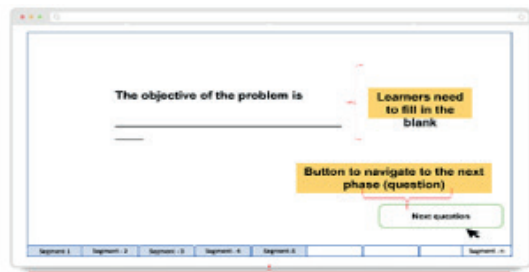 The objective of the problem is
Learners need
to fill in the
blank
Button to navigate to the next
phase (question)
Next question
Segment 1
Segment - 2
Segment - 3
Segment - 4
Segment 5
Segment - n